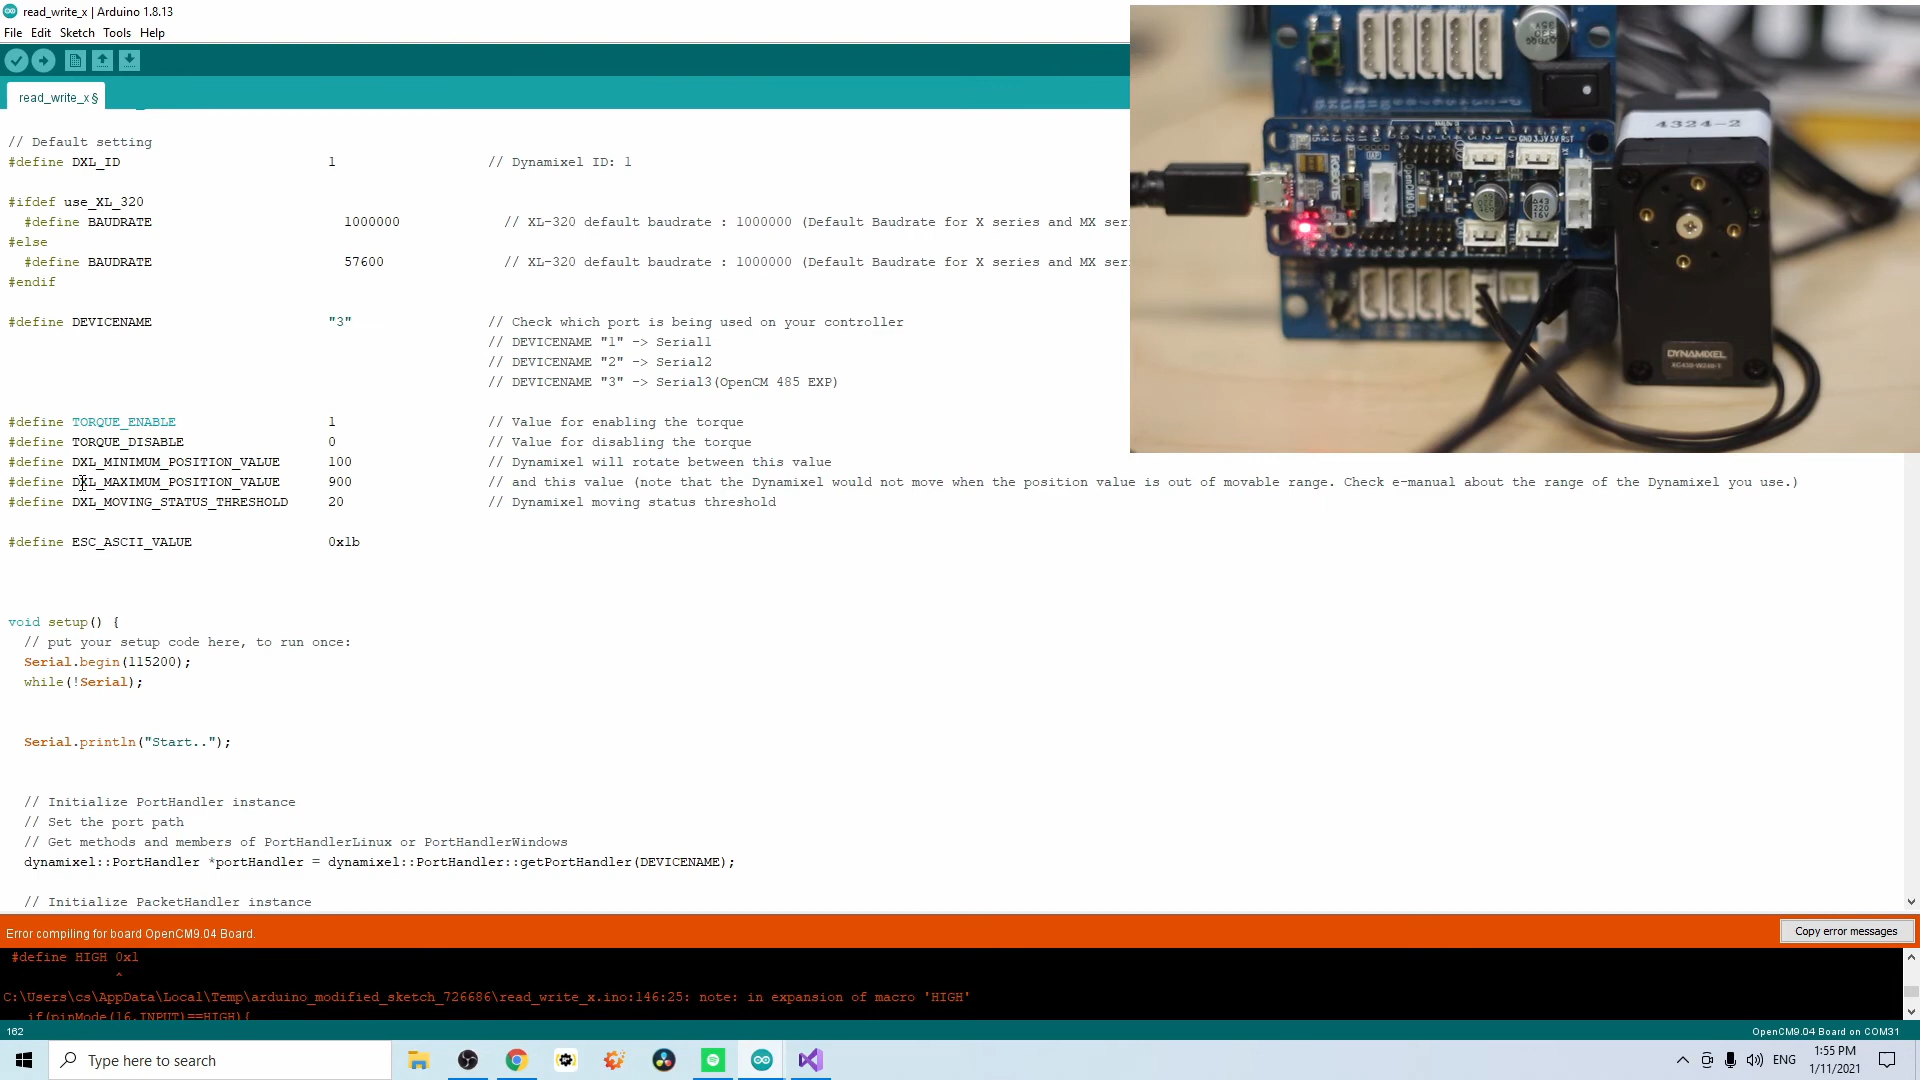 read_write_x | Arduino 1.8.13
File Edit Sketch Tools Help
read_write_x §
// Default setting
#define DXL_ID 1 // Dynamixel ID: 1
#ifdef use_XL_320
#define BAUDRATE 1000000 // XL-320 default baudrate : 1000000 (Default Baudrate for X series and MX ser
#else
#define BAUDRATE 57600 // XL-320 default baudrate : 1000000 (Default Baudrate for X series and MX ser
#endif
#define DEVICENAME "3" // Check which port is being used on your controller
// DEVICENAME "1" -> Serial1
// DEVICENAME "2" -> Serial2
// DEVICENAME "3" -> Serial3(OpenCM 485 EXP)
#define TORQUE_ENABLE 1 // Value for enabling the torque
#define TORQUE_DISABLE 0 // Value for disabling the torque
#define DXL_MINIMUM_POSITION_VALUE 100 // Dynamixel will rotate between this value
#define DXL_MAXIMUM_POSITION_VALUE 900 // and this value (note that the Dynamixel would not move when the position value is out of movable range. Check e-manual about the range of the Dynamixel you use.)
#define DXL_MOVING_STATUS_THRESHOLD 20 // Dynamixel moving status threshold
#define ESC_ASCII_VALUE 0x1b
void setup() {
// put your setup code here, to run once:
Serial.begin(115200);
while(!Serial);
Serial.println("Start..");
// Initialize PortHandler instance
// Set the port path
// Get methods and members of PortHandlerLinux or PortHandlerWindows
dynamixel::PortHandler *portHandler = dynamixel::PortHandler::getPortHandler(DEVICENAME);
// Initialize PacketHandler instance
4324-2
ROBOTIS
OpenCM9.04
DYNAMIXEL
Error compiling for board OpenCM9.04 Board.
Copy error messages
#define HIGH 0x1
^
C:\Users\cs\AppData\Local\Temp\arduino_modified_sketch_726686\read_write_x.ino:146:25: note: in expansion of macro 'HIGH'
if(pinMode(16,INPUT)==HIGH){
162
OpenCM9.04 Board on COM31
Type here to search
ENG
1:55 PM
1/11/2021